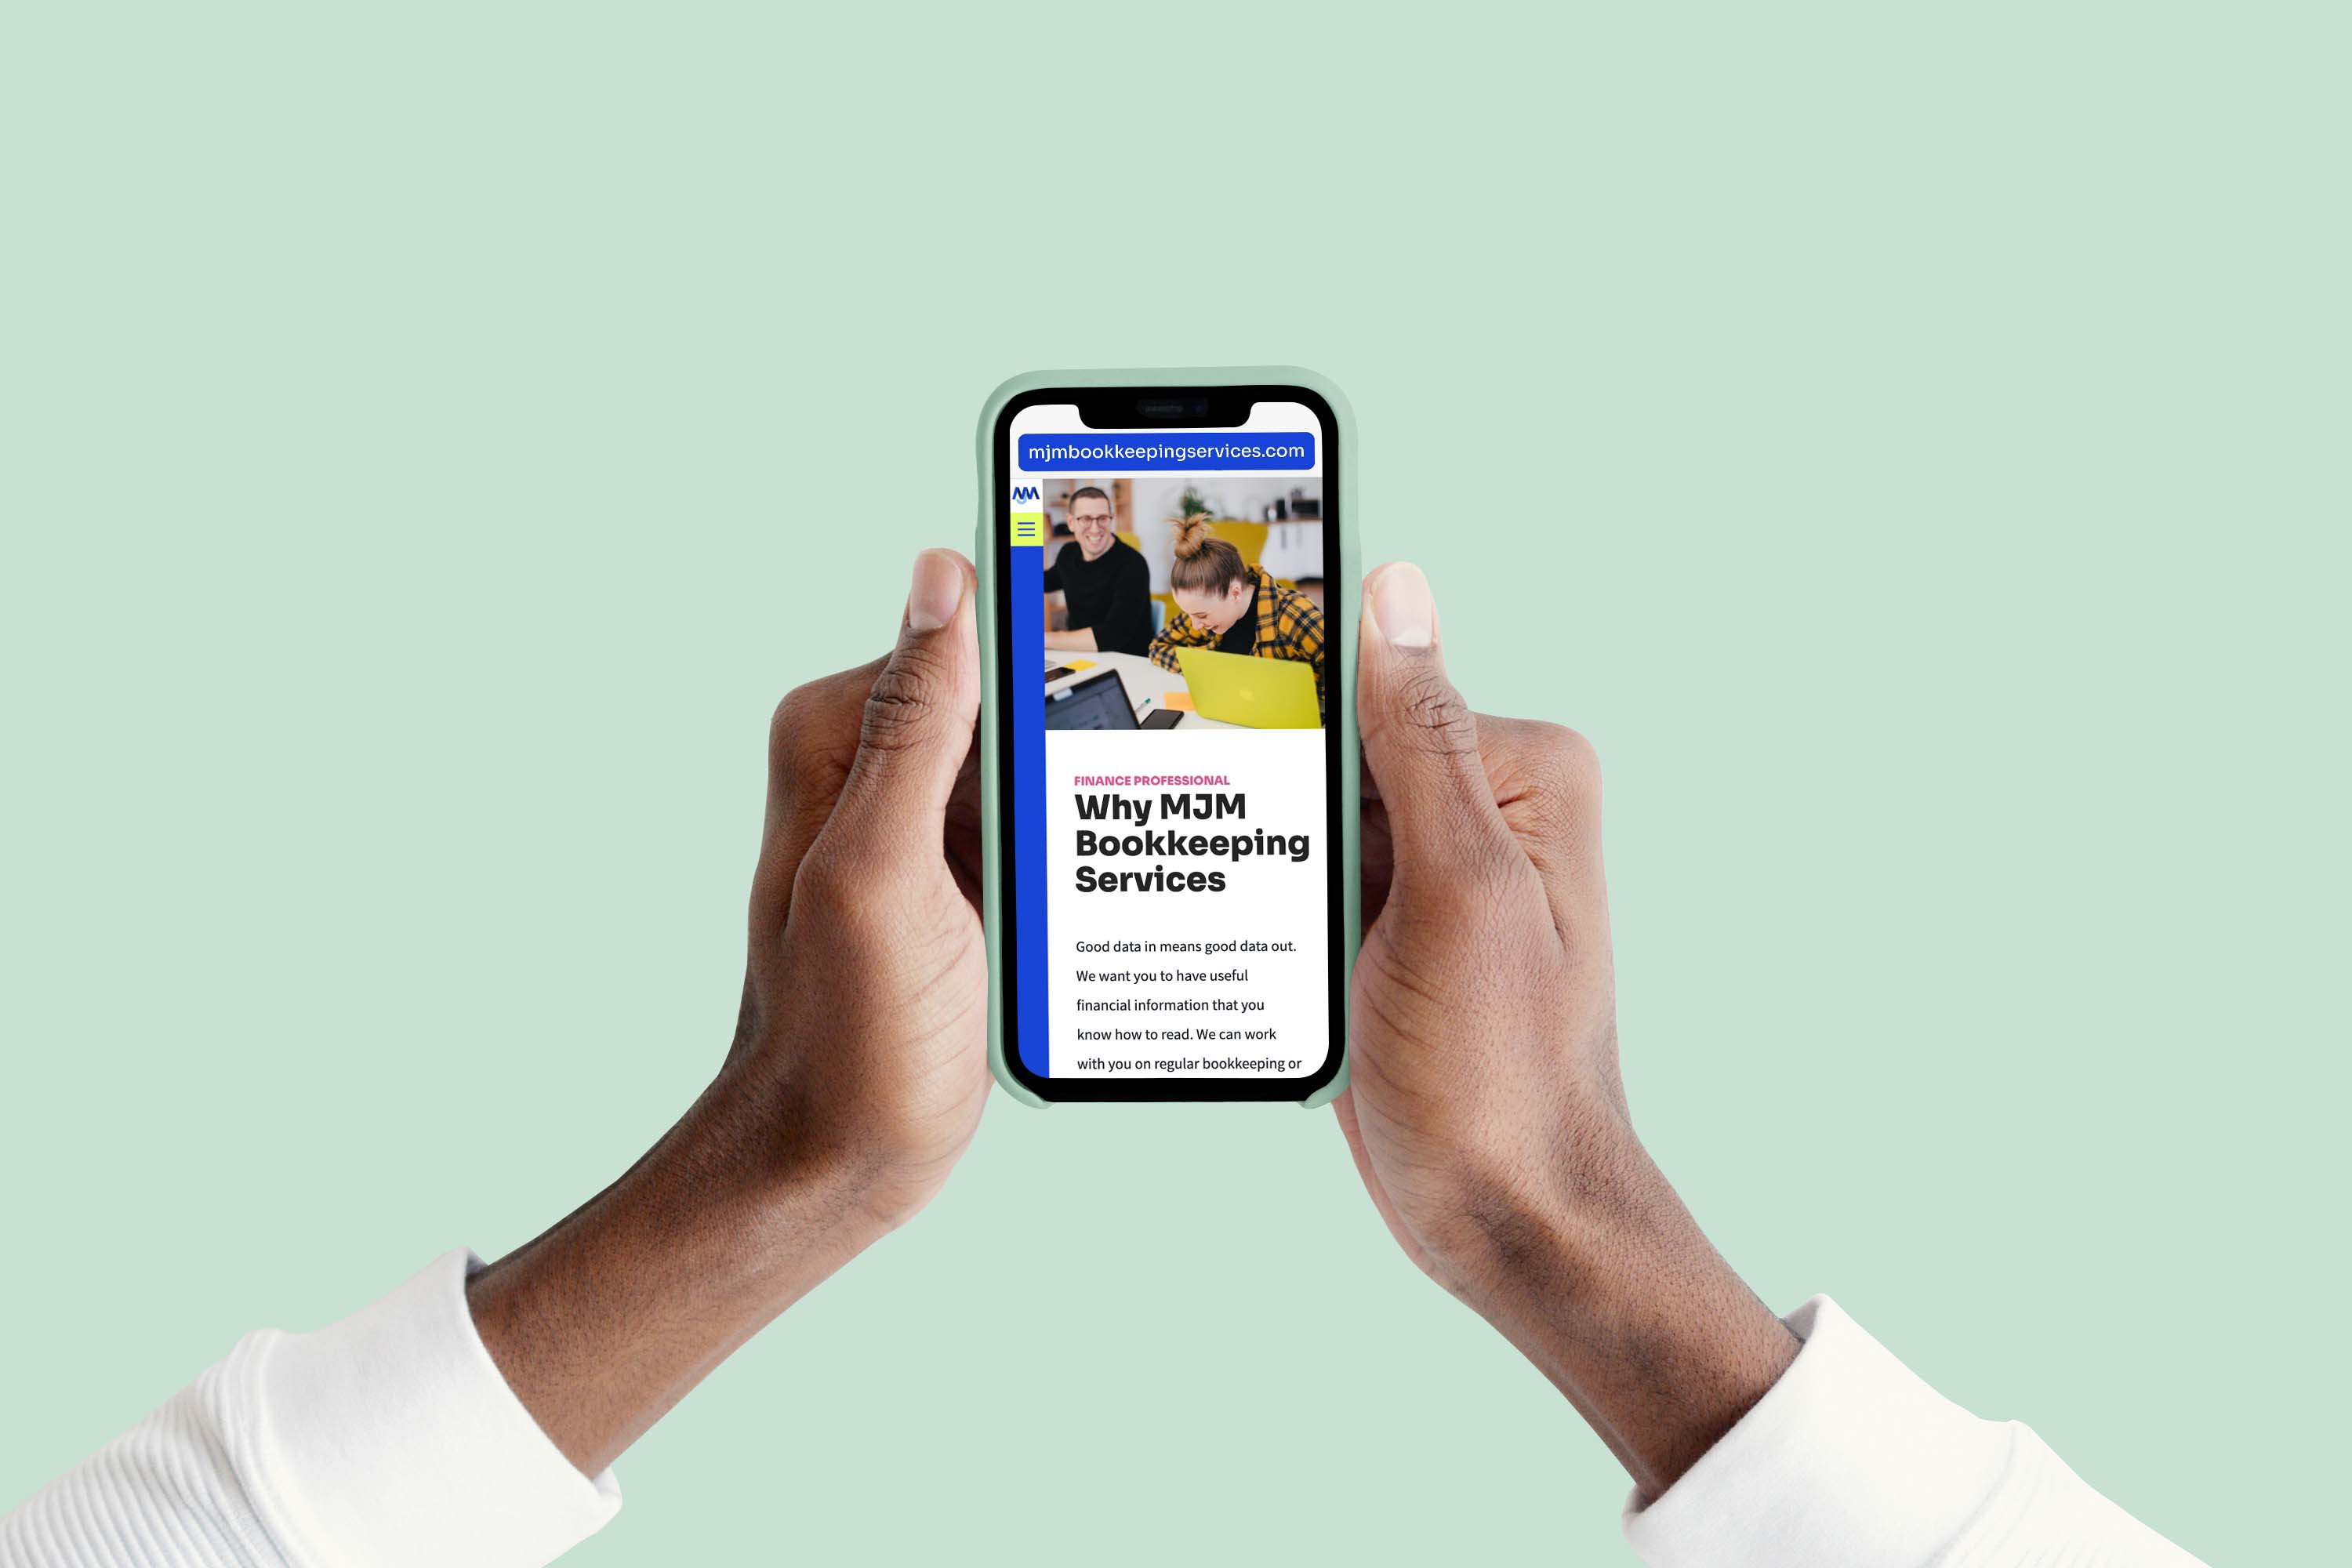 mjmbookkeepingservices.com
MJM
FINANCE PROFESSIONAL
Why MJM
Bookkeeping
Services
Good data in means good data out.
We want you to have useful
financial information that you
know how to read. We can work
with you on regular bookkeeping or